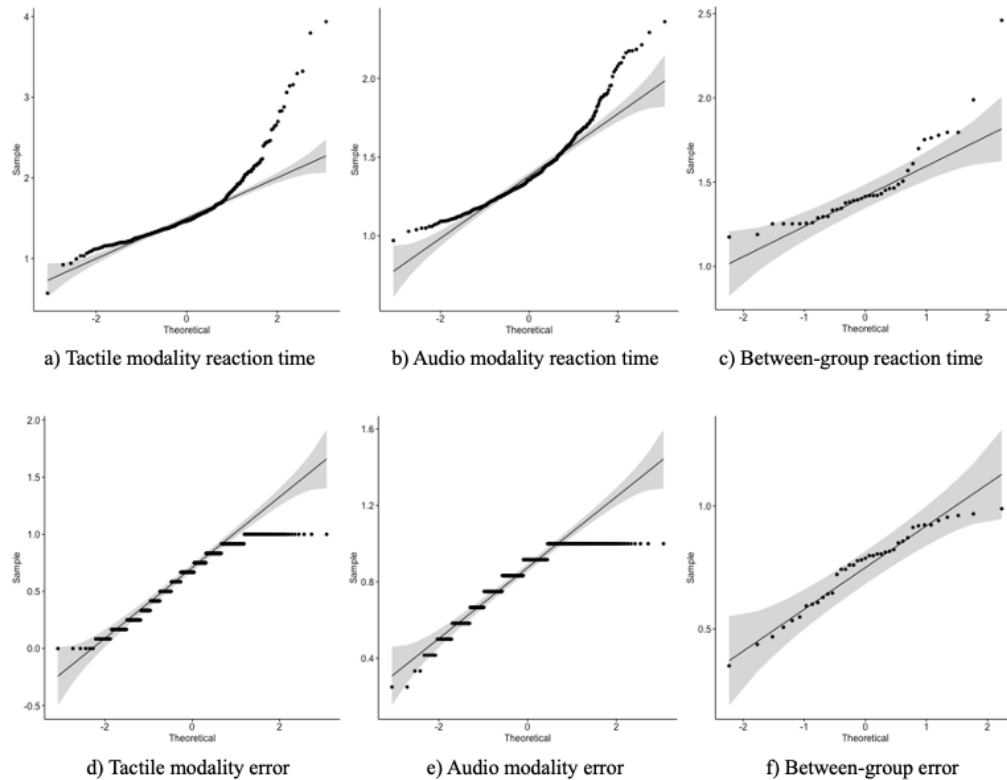 4
3
2
1
Sample
-2
0
2
Theoretical
a) Tactile modality reaction time
2.0
1.5
1.0
Sample
-2
0
2
Theoretical
b) Audio modality reaction time
2.5
2.0
1.5
1.0
Sample
-2
-1
0
1
2
Theoretical
c) Between-group reaction time
2.0
1.5
1.0
0.5
0.0
-0.5
Sample
-2
0
2
Theoretical
d) Tactile modality error
1.6
1.2
0.8
0.4
Sample
-2
0
2
Theoretical
e) Audio modality error
1.0
0.5
Sample
-2
-1
0
1
2
Theoretical
f) Between-group error